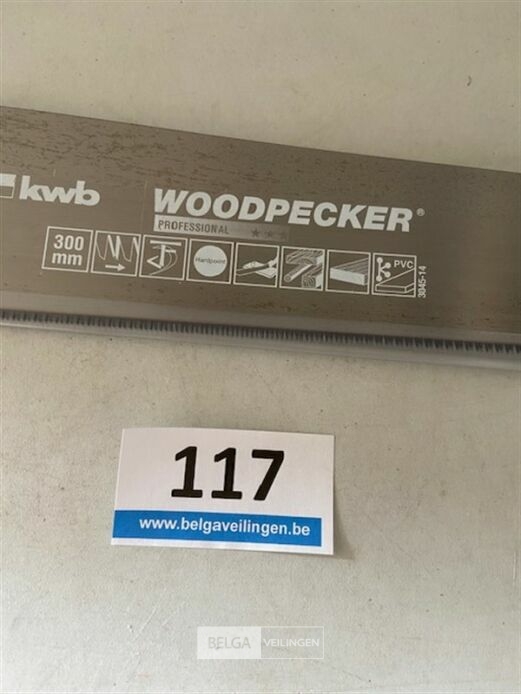 kwb WOODPECKER®
PROFESSIONAL
300 mm
Hardpoint
PVC
3045-14
117
www.belgaveilingen.be
BELGA VEILINGEN